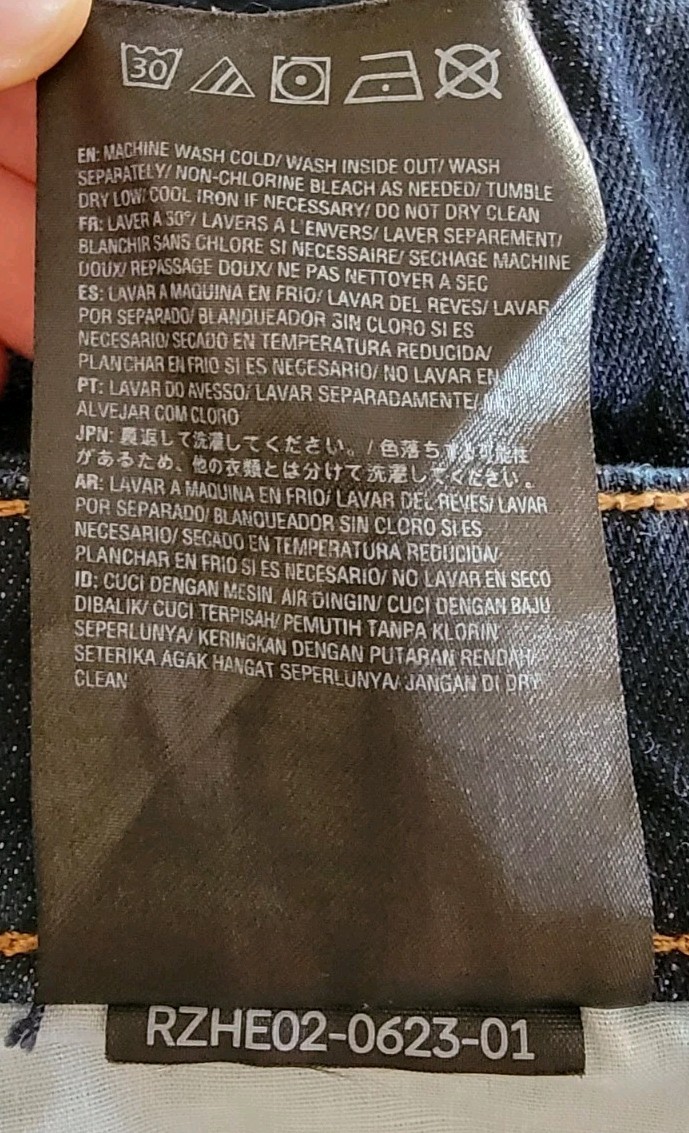 30
EN: MACHINE WASH COLD/ WASH INSIDE OUT/ WASH
SEPARATELY/ NON-CHLORINE BLEACH AS NEEDED/ TUMBLE
DRY LOW/ COOL IRON IF NECESSARY/ DO NOT DRY CLEAN
FR: LAVER A 30°/ LAVERS A L'ENVERS/ LAVER SEPAREMENT/
BLANCHIR SANS CHLORE SI NECESSAIRE/ SECHAGE MACHINE
DOUX/ REPASSAGE DOUX/ NE PAS NETTOYER A SEC
ES: LAVAR A MAQUINA EN FRIO/ LAVAR DEL REVES/ LAVAR
POR SEPARADO/ BLANQUEADOR SIN CLORO SI ES
NECESARIO/ SECADO EN TEMPERATURA REDUCIDA/
PLANCHAR EN FRIO SI ES NECESARIO/ NO LAVAR EN
PT: LAVAR DO AVESSO/ LAVAR SEPARADAMENTE/
ALVEJAR COM CLORO
JPN: 裏返して洗濯してください。/ 色落ちする可能性
があるため、他の衣類とは分けて洗濯してください。
AR: LAVAR A MAQUINA EN FRIO/ LAVAR DEL REVES/ LAVAR
POR SEPARADO/ BLANQUEADOR SIN CLORO SI ES
NECESARIO/ SECADO EN TEMPERATURA REDUCIDA/
PLANCHAR EN FRIO SI ES NECESARIO/ NO LAVAR EN SECO
ID: CUCI DENGAN MESIN, AIR DINGIN/ CUCI DENGAN BAJU
DIBALIK/ CUCI TERPISAH/ PEMUTIH TANPA KLORIN
SEPERLUNYA/ KERINGKAN DENGAN PUTARAN RENDAH/
SETERIKA AGAK HANGAT SEPERLUNYA/ JANGAN DI DRY
CLEAN
RZHE02-0623-01